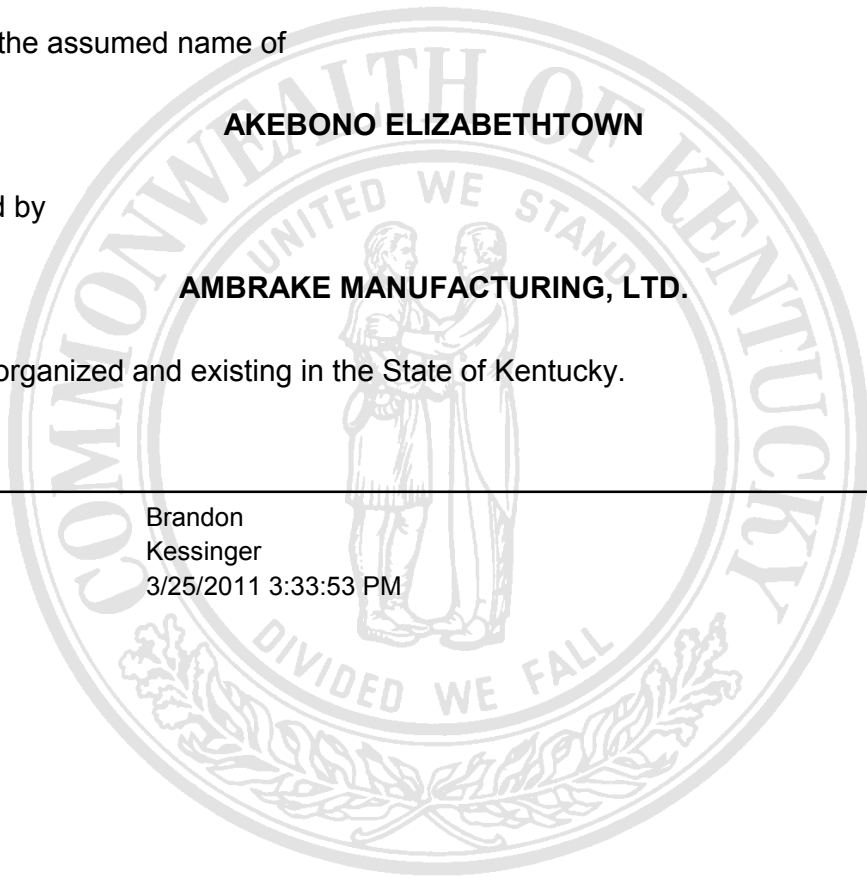 the assumed name of
AKEBONO ELIZABETHTOWN
by
AMBRAKE MANUFACTURING, LTD.
organized and existing in the State of Kentucky.
Brandon
Kessinger
3/25/2011 3:33:53 PM
COMMONWEALTH OF KENTUCKY
UNITED WE STAND
DIVIDED WE FALL